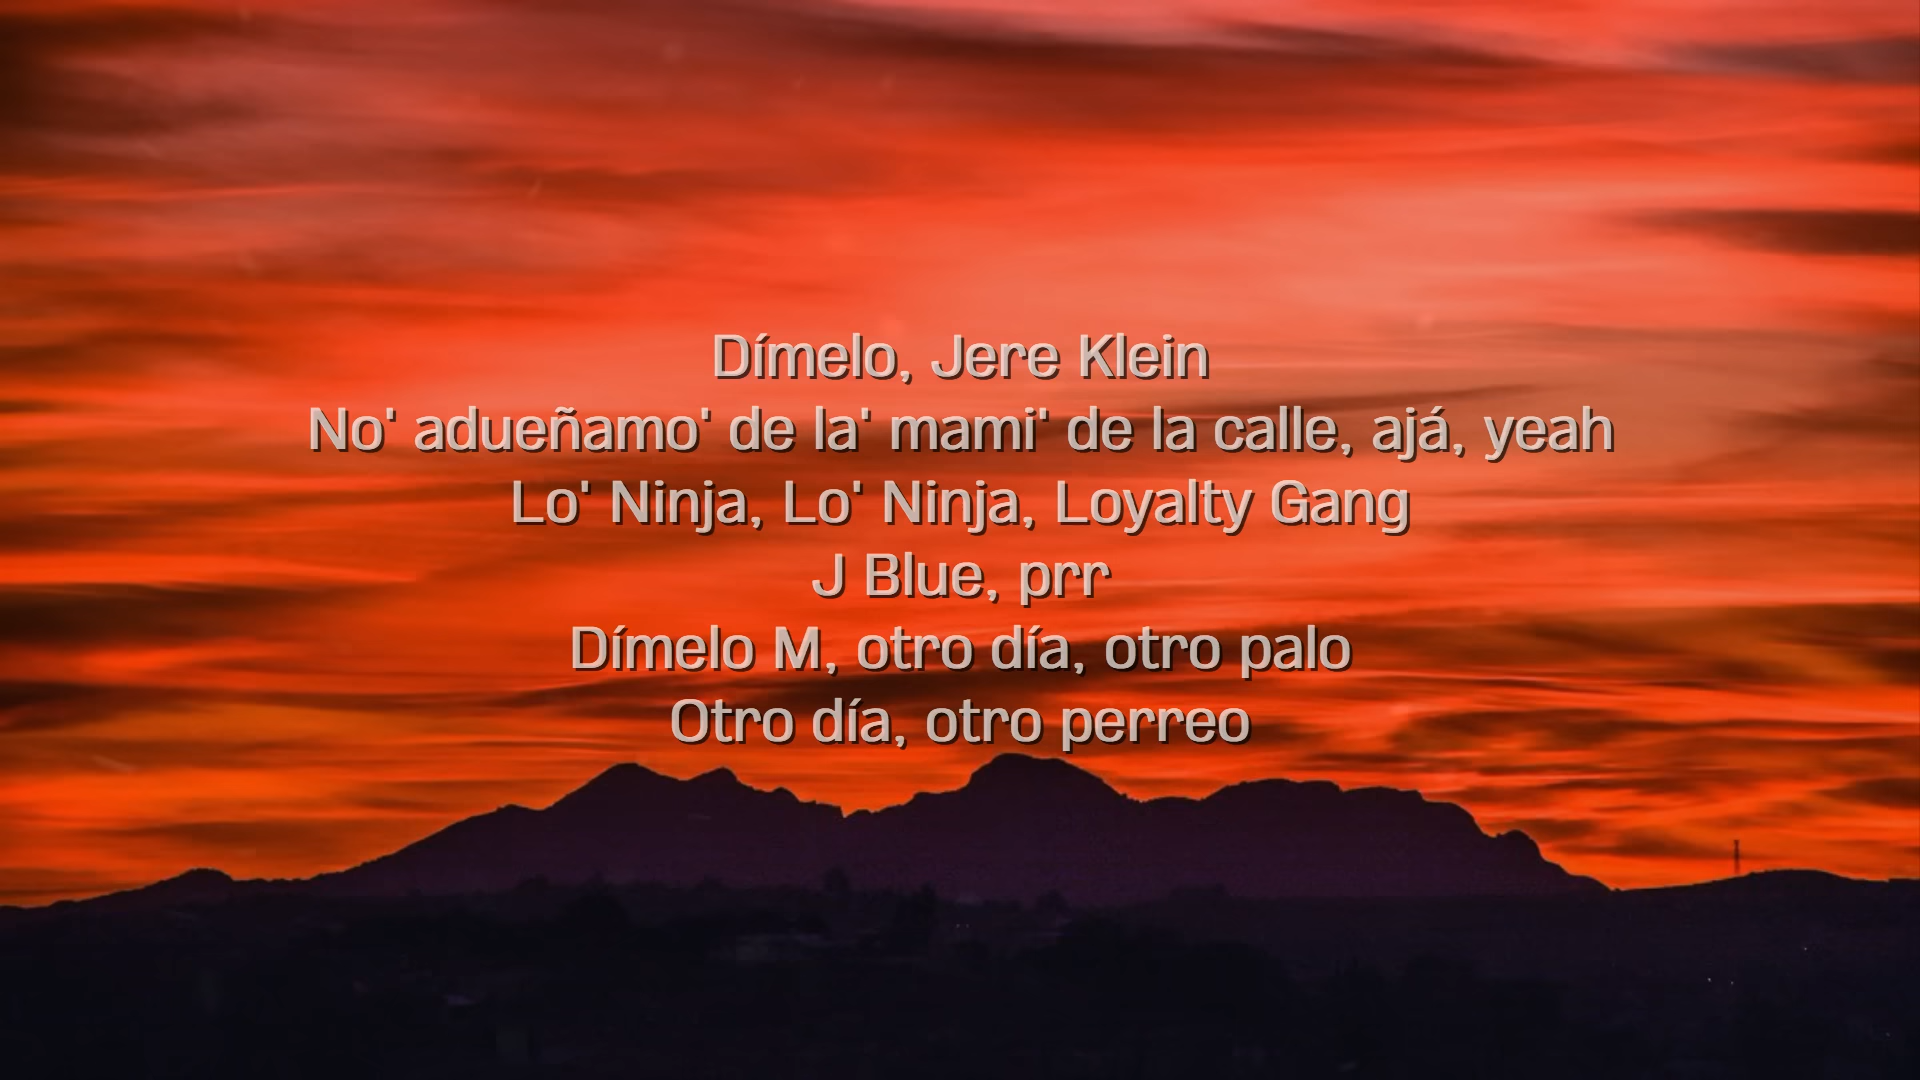 Dímelo, Jere Klein
No' adueñamo' de la' mami' de la calle, ajá, yeah
Lo' Ninja, Lo' Ninja, Loyalty Gang
J Blue, prr
Dímelo M, otro día, otro palo
Otro día, otro perreo